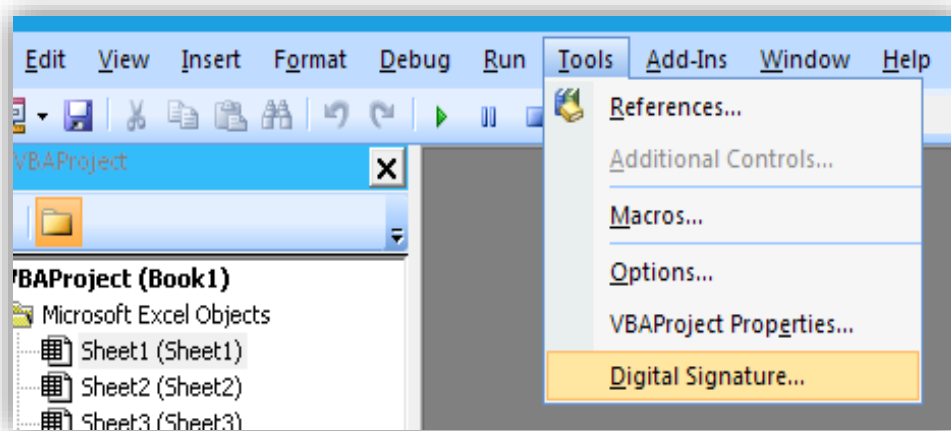 Edit View Insert Format Debug Run Tools Add-Ins Window Help
References...
Additional Controls...
Macros...
Options...
VBAProject Properties...
Digital Signature...
VBAProject
VBAProject (Book1)
Microsoft Excel Objects
Sheet1 (Sheet1)
Sheet2 (Sheet2)
Sheet3 (Sheet3)